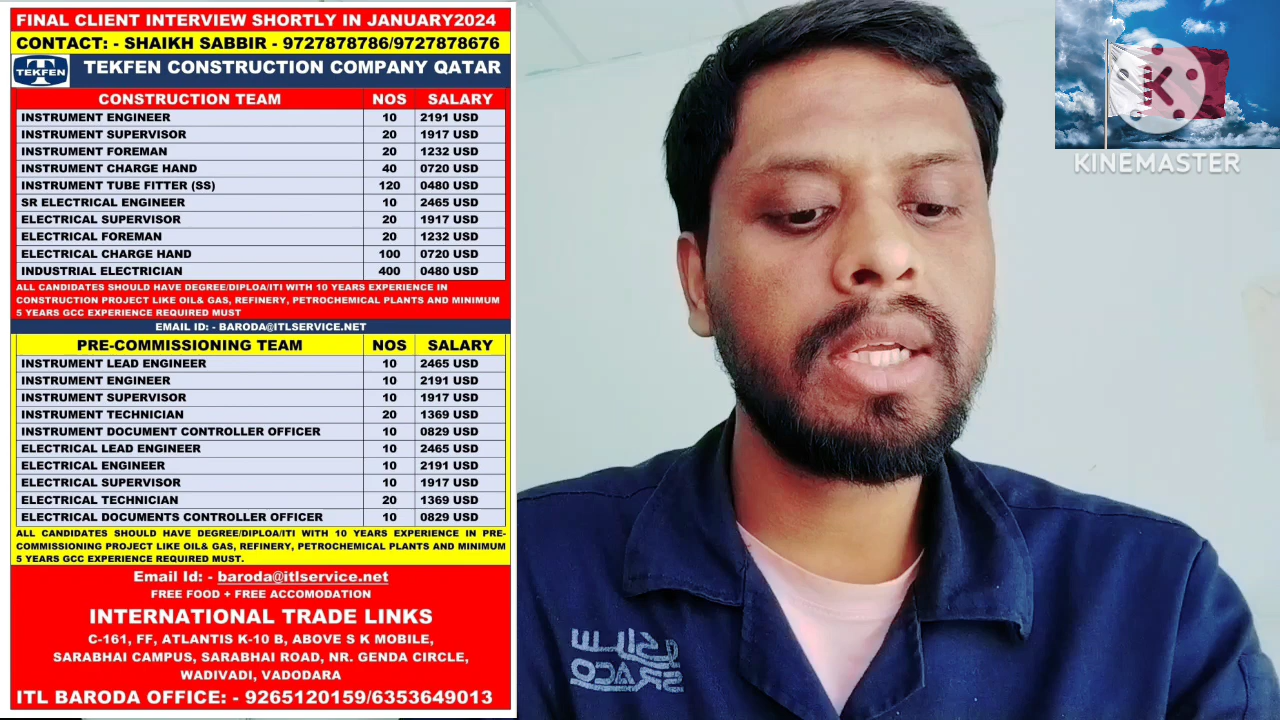 FINAL CLIENT INTERVIEW SHORTLY IN JANUARY2024
CONTACT: - SHAIKH SABBIR - 9727878786/9727878676
TEKFEN
TEKFEN CONSTRUCTION COMPANY QATAR
CONSTRUCTION TEAM NOS SALARY
INSTRUMENT ENGINEER 10 2191 USD
INSTRUMENT SUPERVISOR 20 1917 USD
INSTRUMENT FOREMAN 20 1232 USD
INSTRUMENT CHARGE HAND 40 0720 USD
INSTRUMENT TUBE FITTER (SS) 120 0480 USD
SR ELECTRICAL ENGINEER 10 2465 USD
ELECTRICAL SUPERVISOR 20 1917 USD
ELECTRICAL FOREMAN 20 1232 USD
ELECTRICAL CHARGE HAND 100 0720 USD
INDUSTRIAL ELECTRICIAN 400 0480 USD
ALL CANDIDATES SHOULD HAVE DEGREE/DIPLOA/ITI WITH 10 YEARS EXPERIENCE IN
CONSTRUCTION PROJECT LIKE OIL& GAS, REFINERY, PETROCHEMICAL PLANTS AND MINIMUM
5 YEARS GCC EXPERIENCE REQUIRED MUST
EMAIL ID: - BARODA@ITLSERVICE.NET
PRE-COMMISSIONING TEAM NOS SALARY
INSTRUMENT LEAD ENGINEER 10 2465 USD
INSTRUMENT ENGINEER 10 2191 USD
INSTRUMENT SUPERVISOR 10 1917 USD
INSTRUMENT TECHNICIAN 20 1369 USD
INSTRUMENT DOCUMENT CONTROLLER OFFICER 10 0829 USD
ELECTRICAL LEAD ENGINEER 10 2465 USD
ELECTRICAL ENGINEER 10 2191 USD
ELECTRICAL SUPERVISOR 10 1917 USD
ELECTRICAL TECHNICIAN 20 1369 USD
ELECTRICAL DOCUMENTS CONTROLLER OFFICER 10 0829 USD
ALL CANDIDATES SHOULD HAVE DEGREE/DIPLOA/ITI WITH 10 YEARS EXPERIENCE IN PRE-
COMMISSIONING PROJECT LIKE OIL& GAS, REFINERY, PETROCHEMICAL PLANTS AND MINIMUM
5 YEARS GCC EXPERIENCE REQUIRED MUST.
Email Id: - baroda@itlservice.net
FREE FOOD + FREE ACCOMODATION
INTERNATIONAL TRADE LINKS
C-161, FF, ATLANTIS K-10 B, ABOVE S K MOBILE,
SARABHAI CAMPUS, SARABHAI ROAD, NR. GENDA CIRCLE,
WADIVADI, VADODARA
ITL BARODA OFFICE: - 9265120159/6353649013
K
KINEMASTER